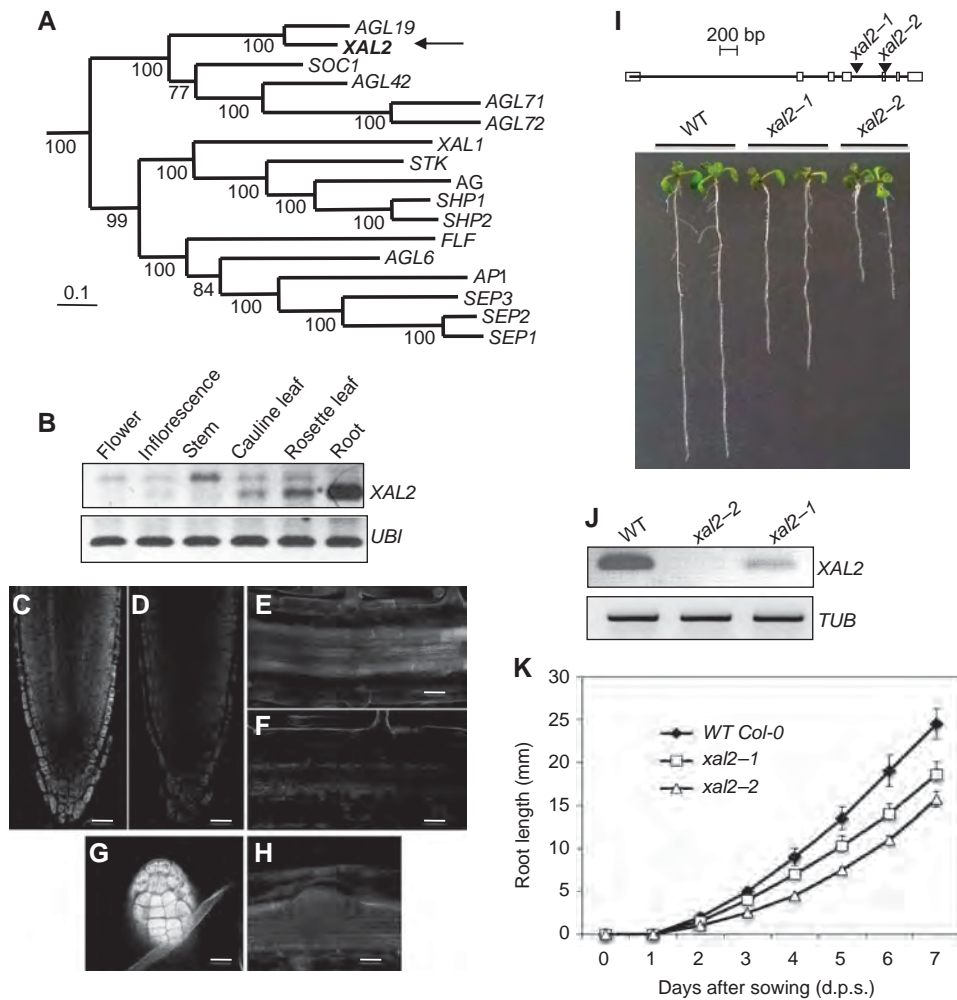 A
AGL19
100
XAL2
100
SOC1
77
AGL42
100
100
AGL71
AGL72
100
XAL1
100
STK
100
AG
100
SHP1
100
SHP2
99
FLF
100
AGL6
84
AP1
100
SEP3
100
SEP2
100
SEP1
0.1
B
Flower
Inflorescence
Stem
Cauline leaf
Rosette leaf
Root
XAL2
UBI
C
D
E
F
G
H
I
200 bp
xal2–1
xal2–2
WT
xal2–1
xal2–2
J
WT
xal2–2
xal2–1
XAL2
TUB
K
30
25
20
15
10
5
0
Root length (mm)
WT Col-0
xal2–1
xal2–2
0 1 2 3 4 5 6 7
Days after sowing (d.p.s.)